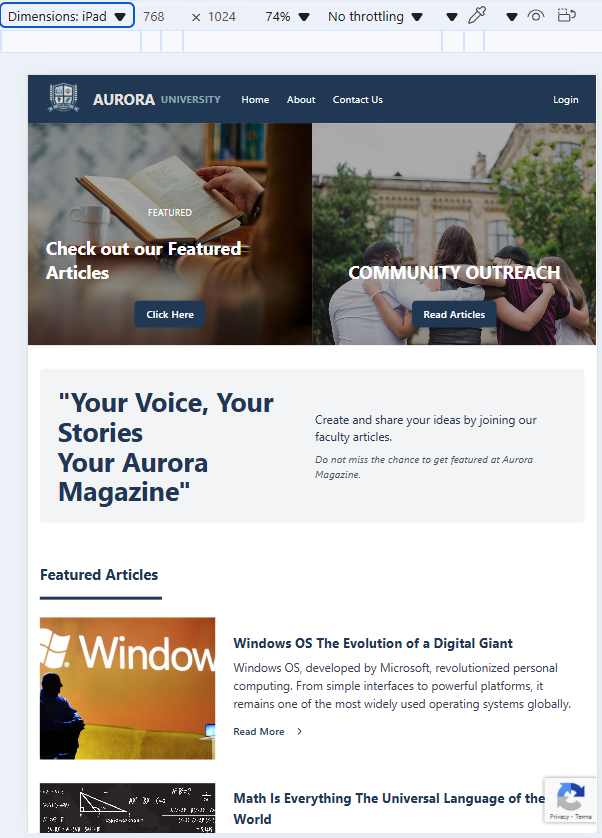 Dimensions: iPad 768 × 1024 74% No throttling
AURORA UNIVERSITY Home About Contact Us Login
FEATURED
Check out our Featured
Articles
Click Here
COMMUNITY OUTREACH
Read Articles
"Your Voice, Your
Stories
Your Aurora
Magazine"
Create and share your ideas by joining our
faculty articles.
Do not miss the chance to get featured at Aurora
Magazine.
Featured Articles
Window
Windows OS The Evolution of a Digital Giant
Windows OS, developed by Microsoft, revolutionized personal
computing. From simple interfaces to powerful platforms, it
remains one of the most widely used operating systems globally.
Read More
Math Is Everything The Universal Language of the
World
Privacy - Terms